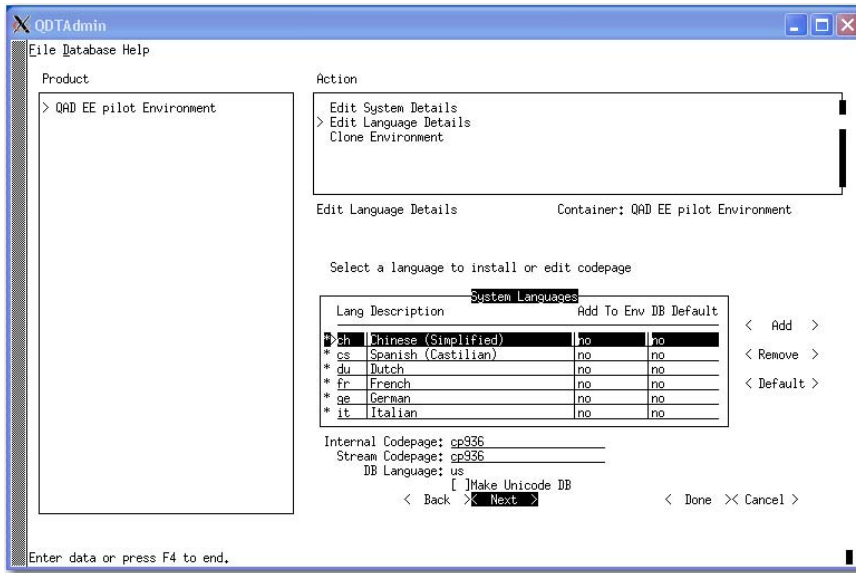 QDTAdmin
File Database Help
Product
> QAD EE pilot Environment
Action
Edit System Details
> Edit Language Details
Clone Environment
Edit Language Details Container: QAD EE pilot Environment
Select a language to install or edit codepage
System Languages
Lang Description Add To Env DB Default
*>ch Chinese (Simplified) no no
* cs Spanish (Castilian) no no
* du Dutch no no
* fr French no no
* ge German no no
* it Italian no no
< Add >
< Remove >
< Default >
Internal Codepage: cp936
Stream Codepage: cp936
DB Language: us
[ ]Make Unicode DB
< Back >< Next > < Done >< Cancel >
Enter data or press F4 to end.